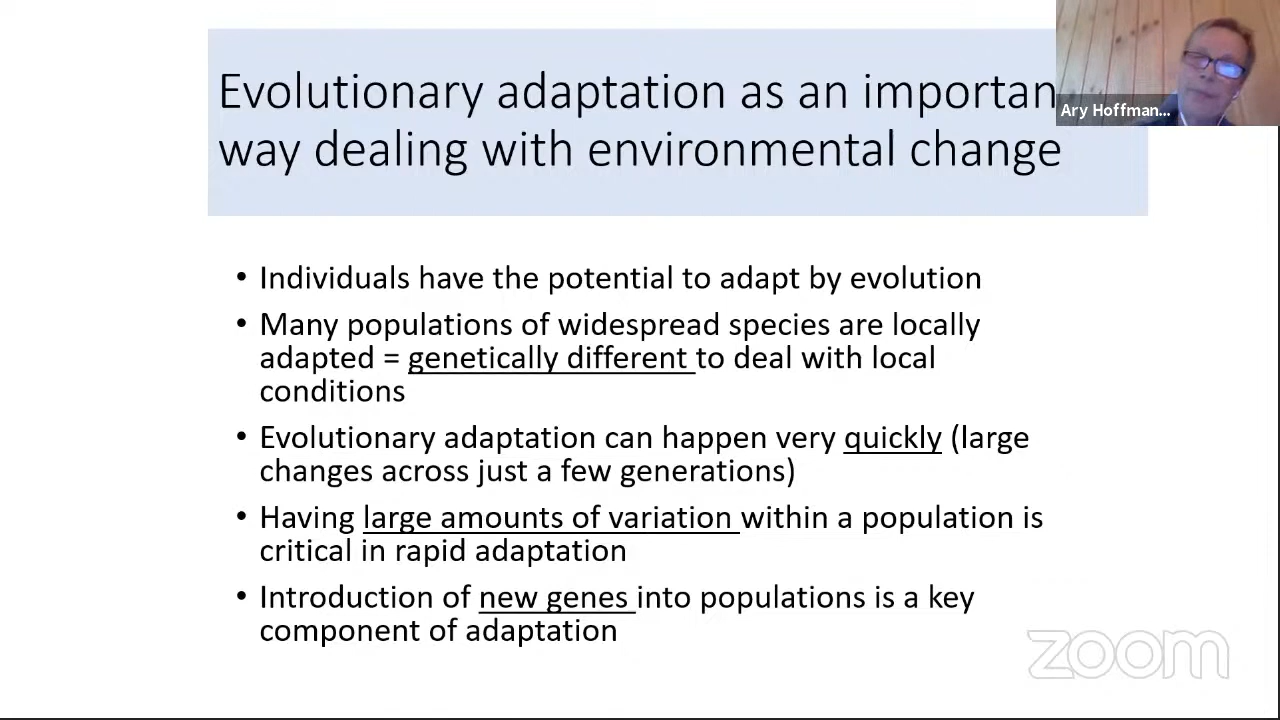 Evolutionary adaptation as an importan
way dealing with environmental change
Ary Hoffman...
• Individuals have the potential to adapt by evolution
• Many populations of widespread species are locally
adapted = genetically different to deal with local
conditions
• Evolutionary adaptation can happen very quickly (large
changes across just a few generations)
• Having large amounts of variation within a population is
critical in rapid adaptation
• Introduction of new genes into populations is a key
component of adaptation
zoom